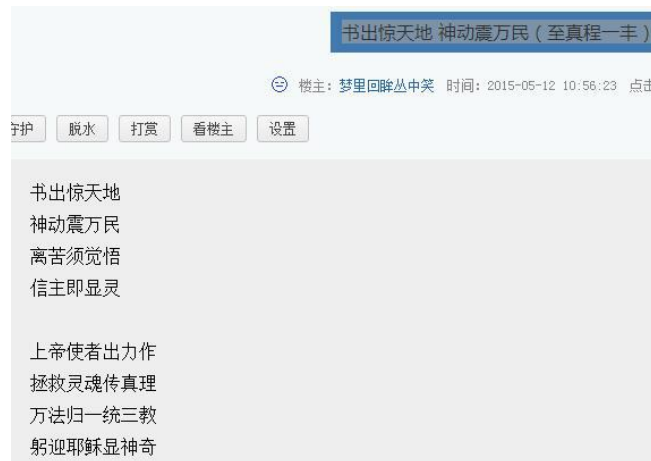 书出惊天地 神动震万民(至真程一丰)
楼主:梦里回眸丛中笑 时间:2015-05-12 10:56:23 点击
守护 脱水 打赏 看楼主 设置
书出惊天地
神动震万民
离苦须觉悟
信主即显灵
上帝使者出力作
拯救灵魂传真理
万法归一统三教
躬迎耶稣显神奇